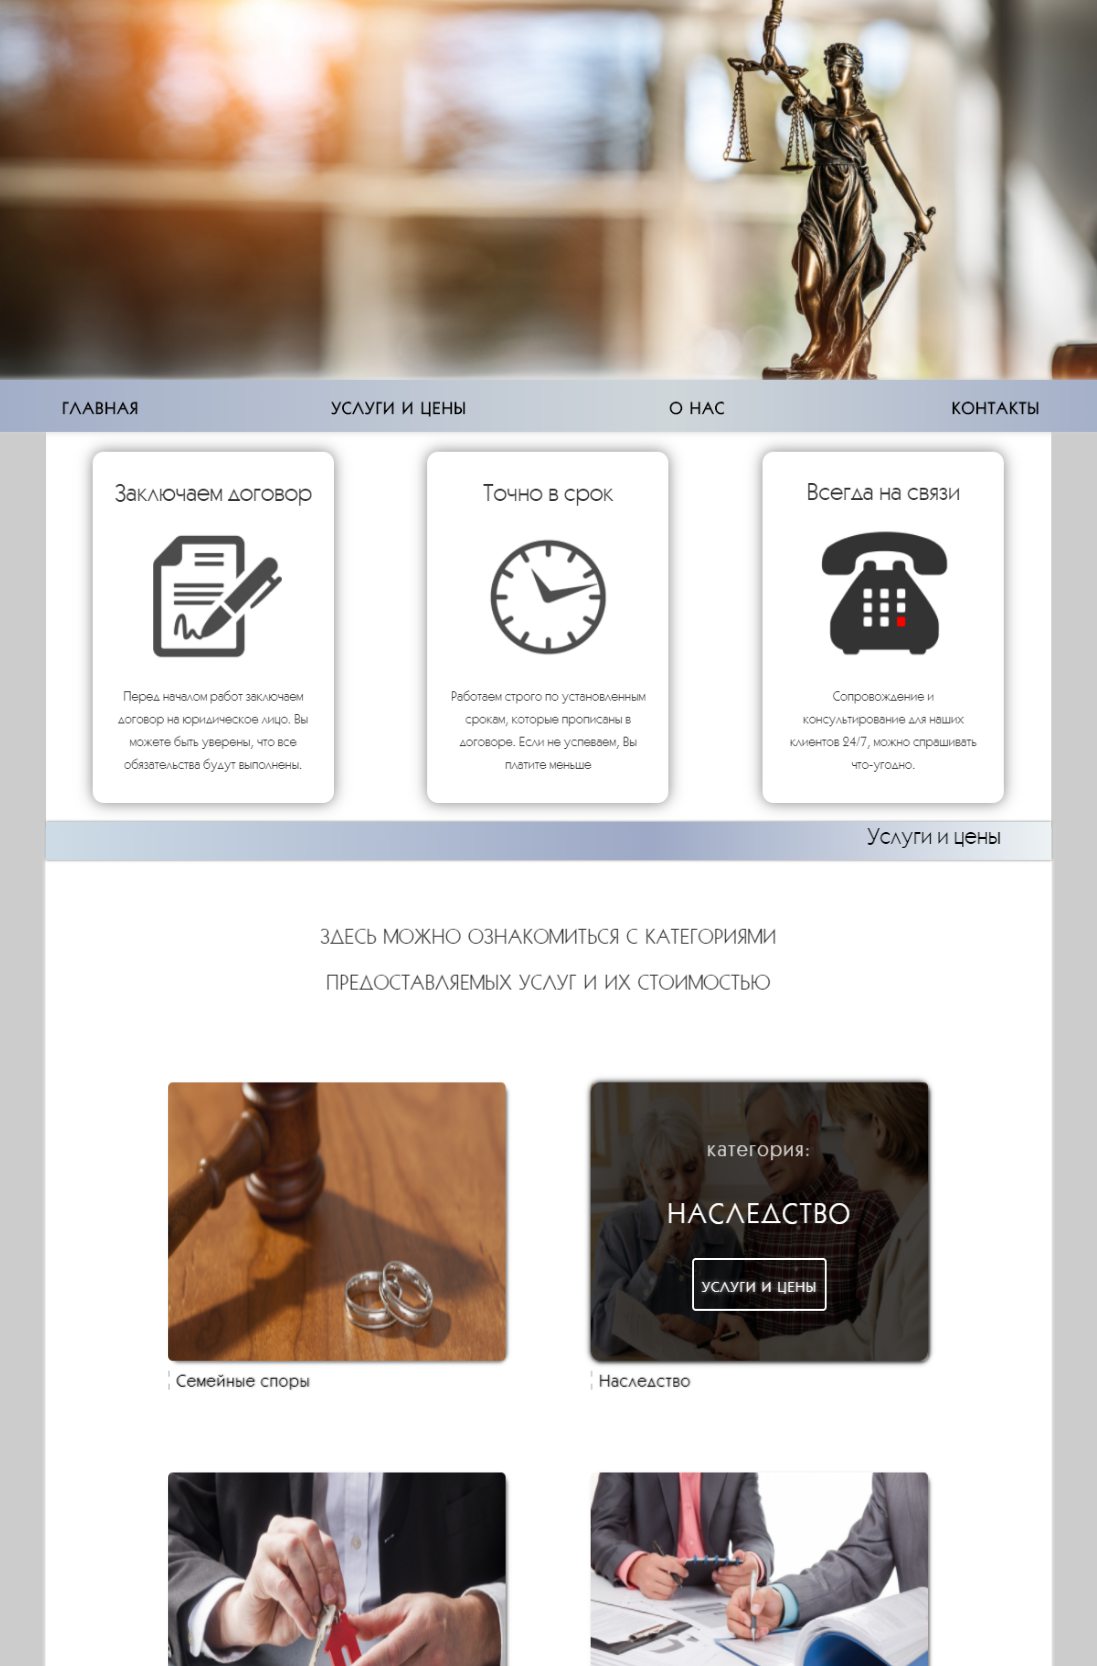 ГЛАВНАЯ
УСЛУГИ И ЦЕНЫ
О НАС
КОНТАКТЫ
Заключаем договор
Перед началом работ заключаем
договор на юридическое лицо. Вы
можете быть уверены, что все
обязательства будут выполнены.
Точно в срок
Работаем строго по установленным
срокам, которые прописаны в
договоре. Если не успеваем, Вы
платите меньше
Всегда на связи
Сопровождение и
консультирование для наших
клиентов 24/7, можно спрашивать
что-угодно.
Услуги и цены
ЗДЕСЬ МОЖНО ОЗНАКОМИТЬСЯ С КАТЕГОРИЯМИ
ПРЕДОСТАВЛЯЕМЫХ УСЛУГ И ИХ СТОИМОСТЬЮ
Семейные споры
категория:
НАСЛЕДСТВО
УСЛУГИ И ЦЕНЫ
Наследство